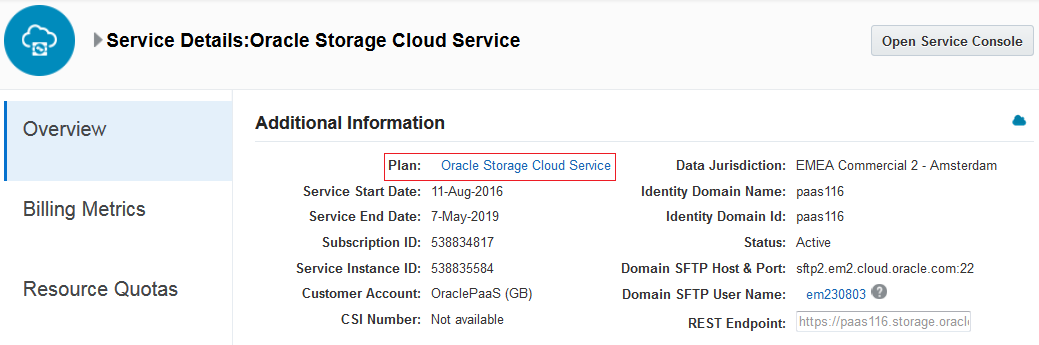 Service Details:Oracle Storage Cloud Service
Open Service Console
Overview
Billing Metrics
Resource Quotas
Additional Information
Plan: Oracle Storage Cloud Service
Service Start Date: 11-Aug-2016
Service End Date: 7-May-2019
Subscription ID: 538834817
Service Instance ID: 538835584
Customer Account: OraclePaaS (GB)
CSI Number: Not available
Data Jurisdiction: EMEA Commercial 2 - Amsterdam
Identity Domain Name: paas116
Identity Domain Id: paas116
Status: Active
Domain SFTP Host & Port: sftp2.em2.cloud.oracle.com:22
Domain SFTP User Name: em230803 ?
REST Endpoint: https://paas116.storage.oracl